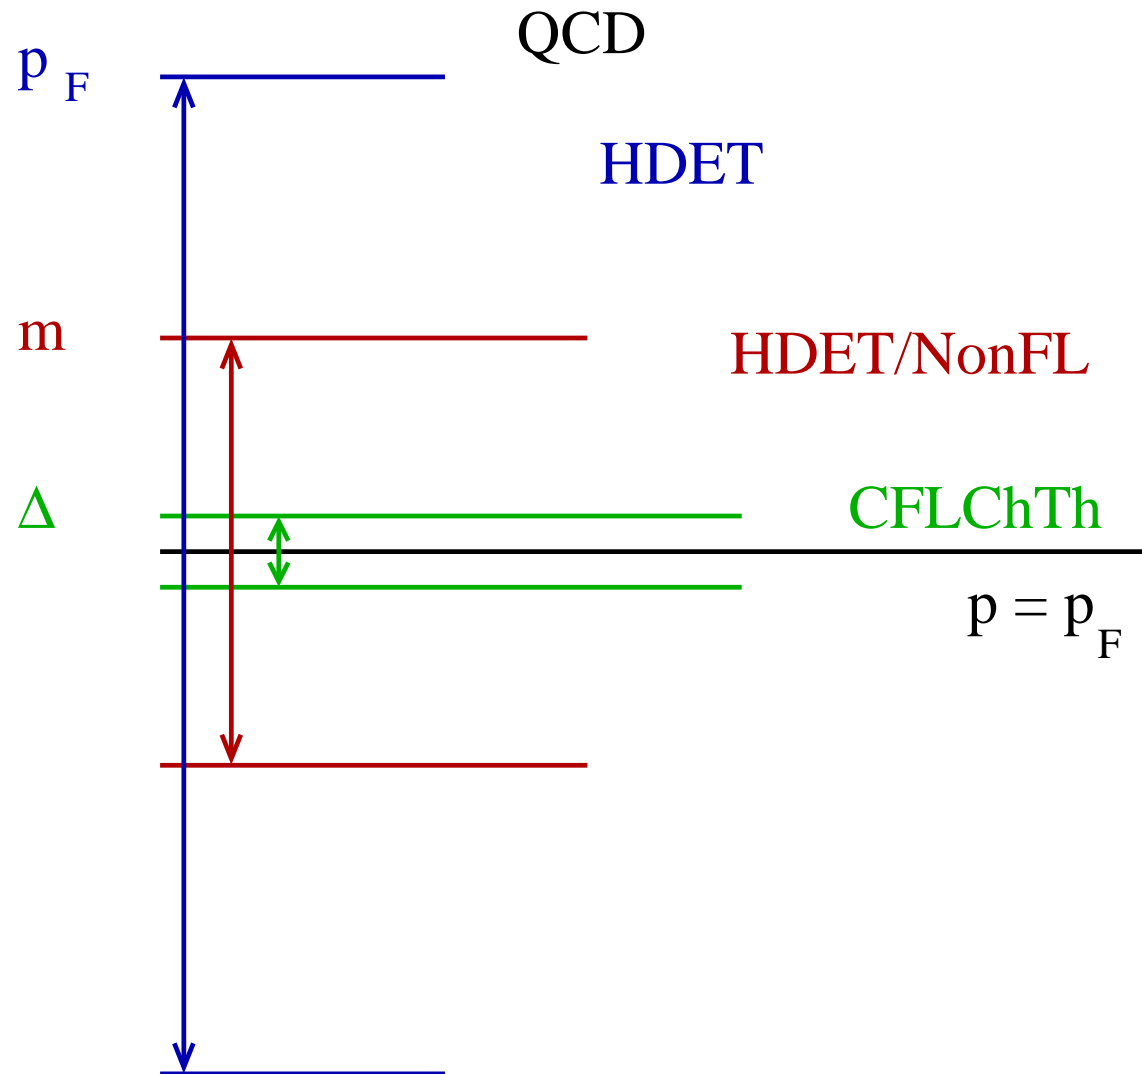 QCD
p F
HDET
m
HDET/NonFL
Δ
CFLChTh
p = p F